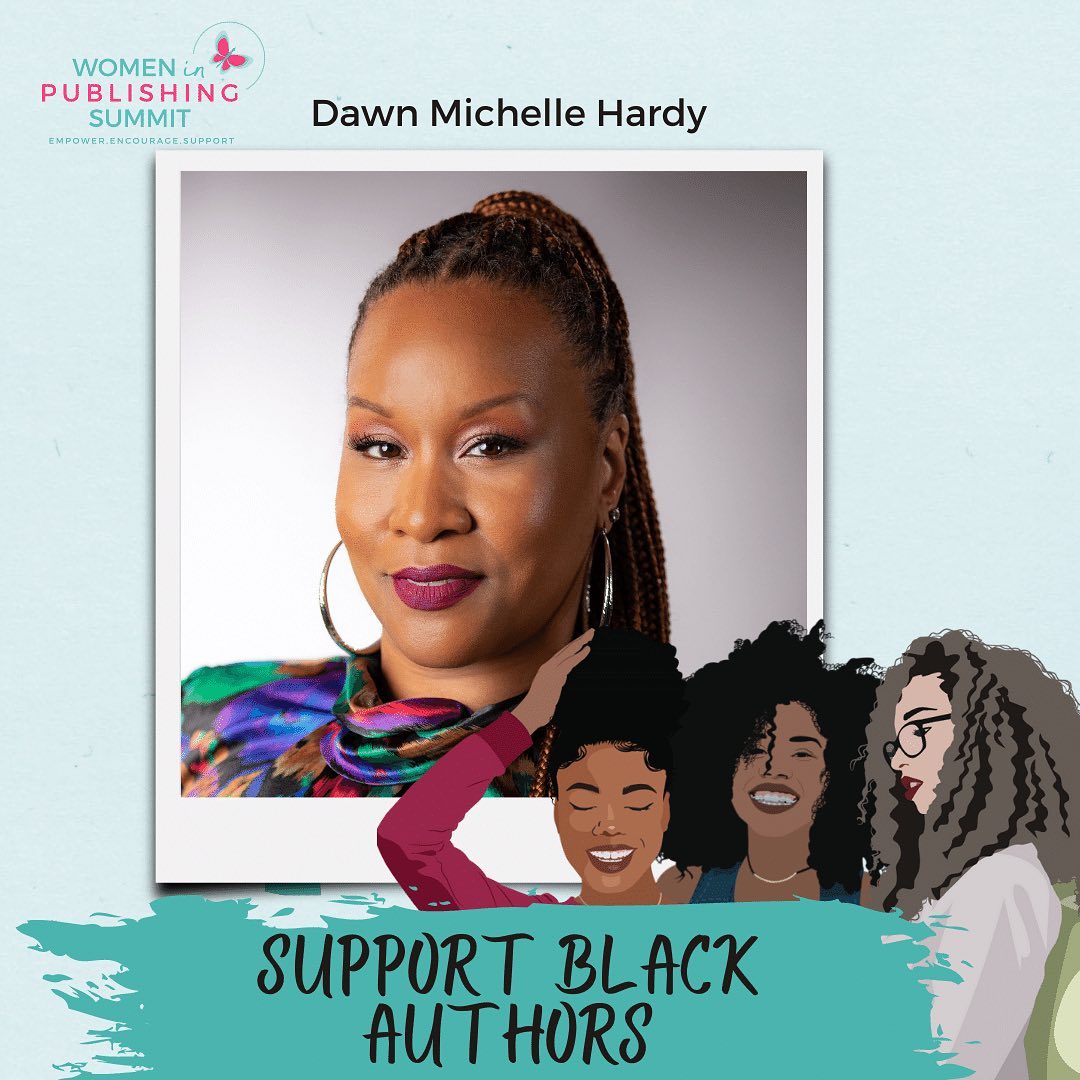 WOMEN in
PUBLISHING
SUMMIT
EMPOWER.ENCOURAGE.SUPPORT
Dawn Michelle Hardy
SUPPORT BLACK
AUTHORS